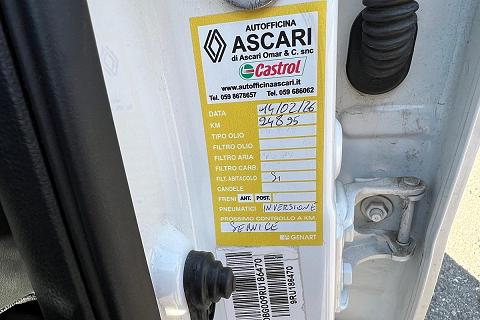 AUTOFFICINA
ASCARI
di Ascari Omar & C. snc
Castrol
www.autofficinaascari.it
Tel. 059 8678657 Tel. 059 686062
DATA 14/02/26
KM 94895
TIPO OLIO
FILTRO OLIO
FILTRO ARIA
FILTRO CARB.
FILT. ABITACOLO Si
CANDELE
FRENI ANT. POST.
PNEUMATICI INVERSIONE
PROSSIMO CONTROLLO A KM
SERVICE
GENART
9RU186470